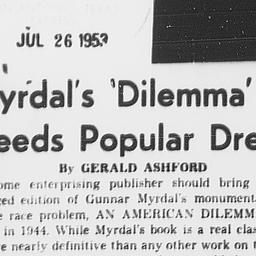 JUL 26 1953
yrdal's 'Dilemma'
eeds Popular Dre
By GERALD ASHFORD
ome enterprising publisher should bring
ed edition of Gunnar Myrdal's monument
e race problem, AN AMERICAN DILEMM
in 1944. While Myrdal's book is a real clas
e nearly definitive than any other work on t